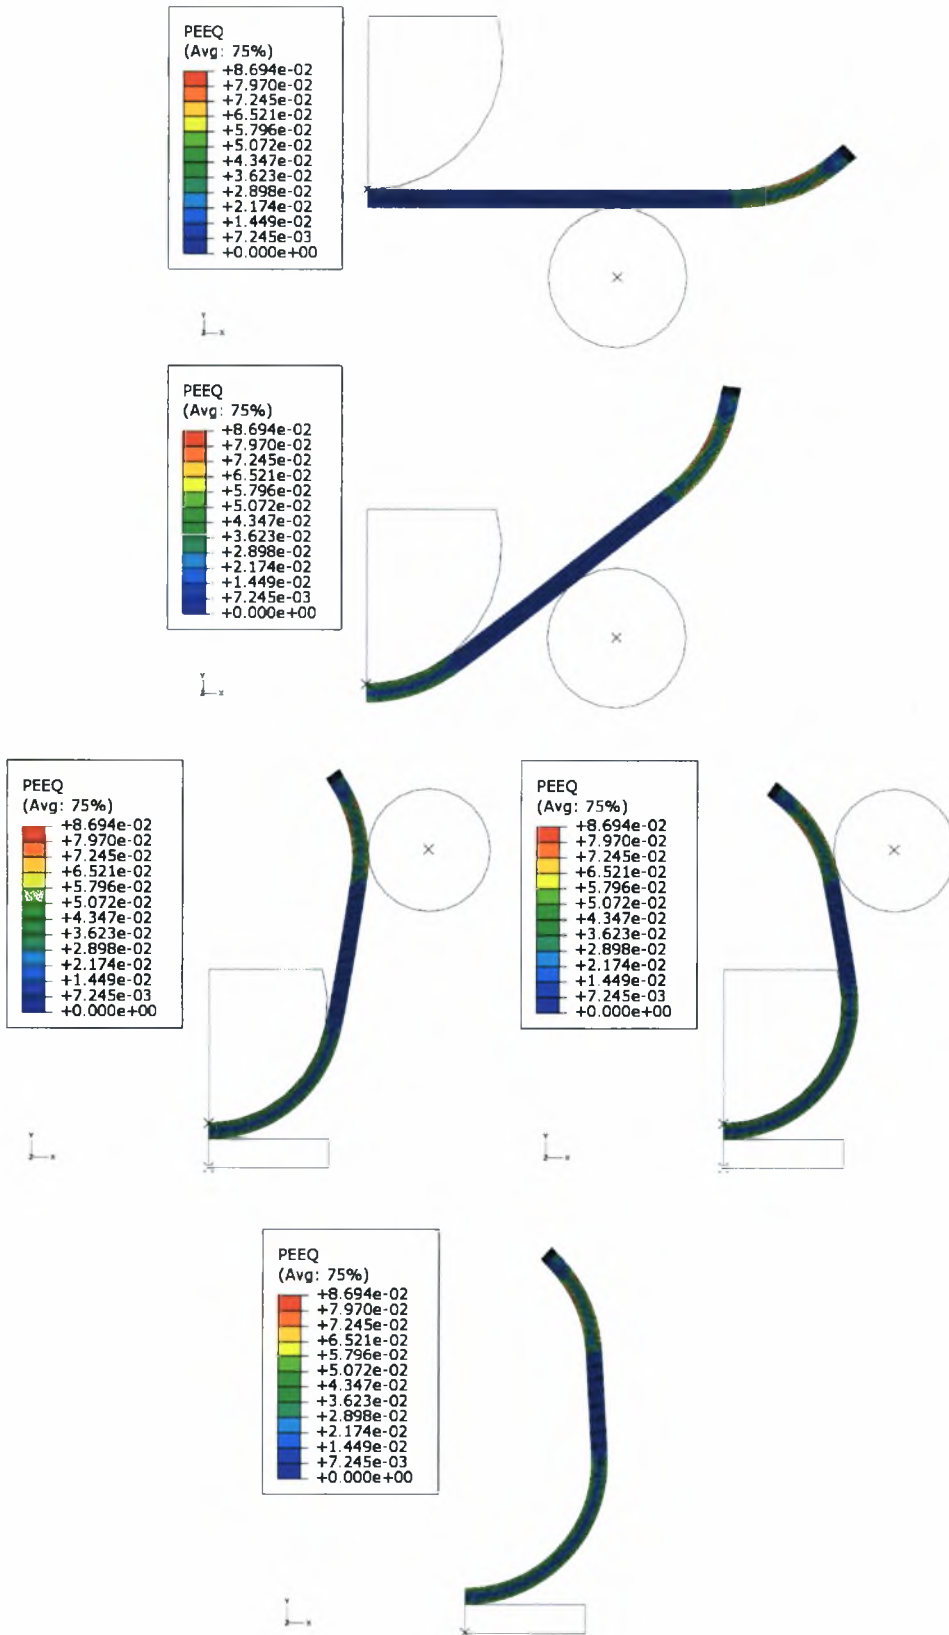 PEEQ
(Avg: 75%)
+8.694e-02
+7.970e-02
+7.245e-02
+6.521e-02
+5.796e-02
+5.072e-02
+4.347e-02
+3.623e-02
+2.898e-02
+2.174e-02
+1.449e-02
+7.245e-03
+0.000e+00
Y
Z X
PEEQ
(Avg: 75%)
+8.694e-02
+7.970e-02
+7.245e-02
+6.521e-02
+5.796e-02
+5.072e-02
+4.347e-02
+3.623e-02
+2.898e-02
+2.174e-02
+1.449e-02
+7.245e-03
+0.000e+00
Y
Z X
PEEQ
(Avg: 75%)
+8.694e-02
+7.970e-02
+7.245e-02
+6.521e-02
+5.796e-02
+5.072e-02
+4.347e-02
+3.623e-02
+2.898e-02
+2.174e-02
+1.449e-02
+7.245e-03
+0.000e+00
Y
Z X
PEEQ
(Avg: 75%)
+8.694e-02
+7.970e-02
+7.245e-02
+6.521e-02
+5.796e-02
+5.072e-02
+4.347e-02
+3.623e-02
+2.898e-02
+2.174e-02
+1.449e-02
+7.245e-03
+0.000e+00
Y
Z X
PEEQ
(Avg: 75%)
+8.694e-02
+7.970e-02
+7.245e-02
+6.521e-02
+5.796e-02
+5.072e-02
+4.347e-02
+3.623e-02
+2.898e-02
+2.174e-02
+1.449e-02
+7.245e-03
+0.000e+00
Y
Z X